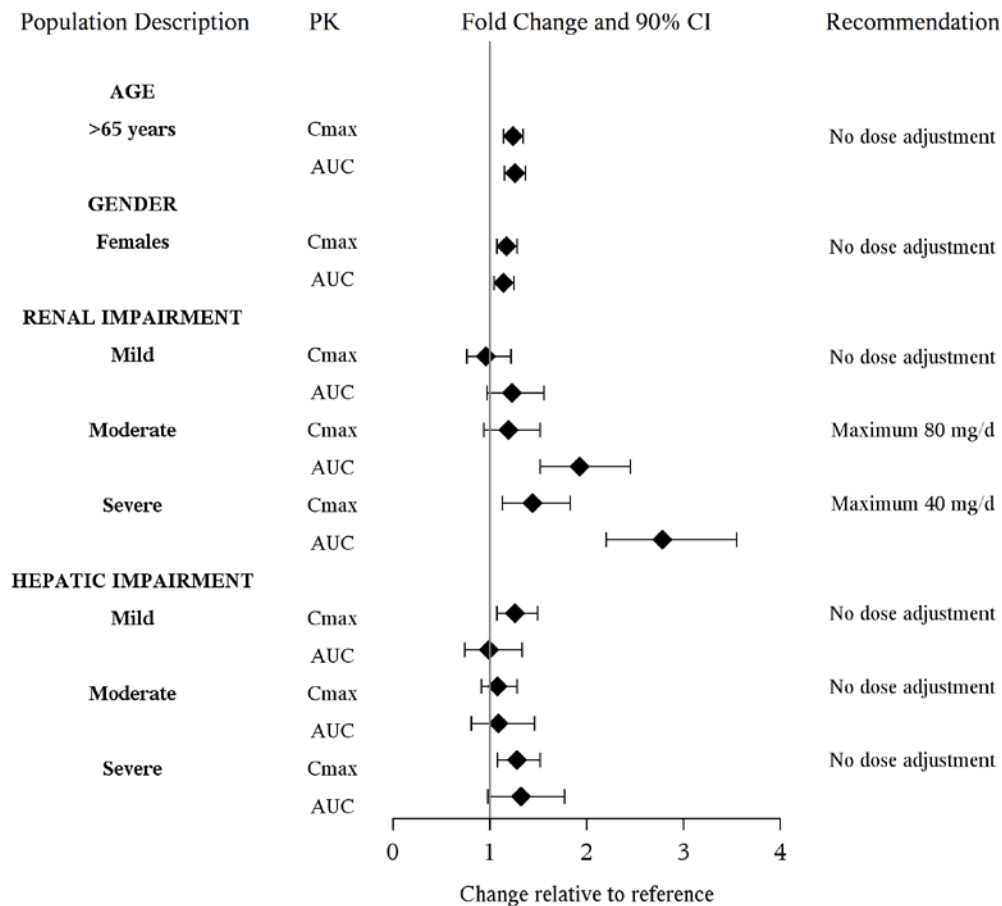 Population Description PK Fold Change and 90% CI Recommendation
AGE
>65 years Cmax No dose adjustment
AUC
GENDER
Females Cmax No dose adjustment
AUC
RENAL IMPAIRMENT
Mild Cmax No dose adjustment
AUC
Moderate Cmax Maximum 80 mg/d
AUC
Severe Cmax Maximum 40 mg/d
AUC
HEPATIC IMPAIRMENT
Mild Cmax No dose adjustment
AUC
Moderate Cmax No dose adjustment
AUC
Severe Cmax No dose adjustment
AUC
0 1 2 3 4
Change relative to reference